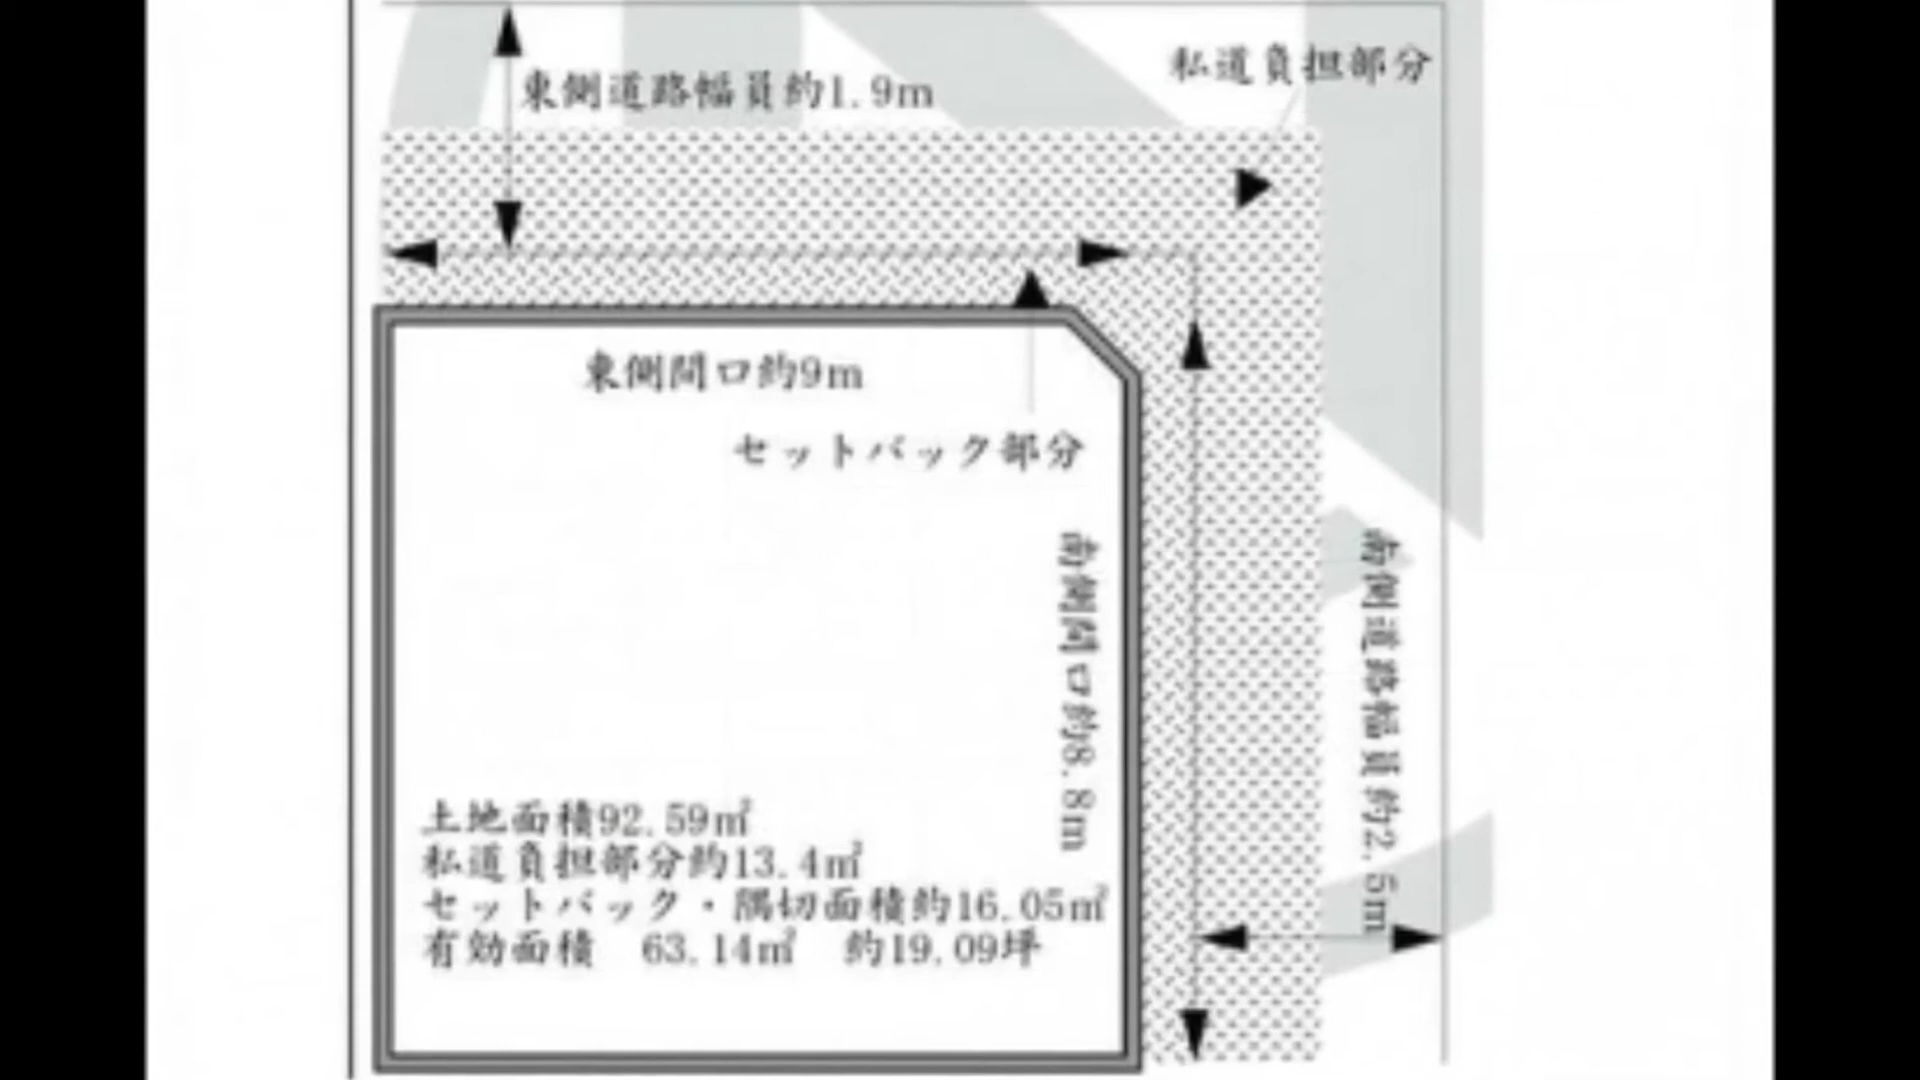 東側道路幅員約1.9m
私道負担部分
東側間口約9m
セットバック部分
南側間口約8.8m
南側道路幅員約2.5m
土地面積92.59㎡
私道負担部分約13.4㎡
セットバック・隅切面積約16.05㎡
有効面積　63.14㎡　約19.09坪